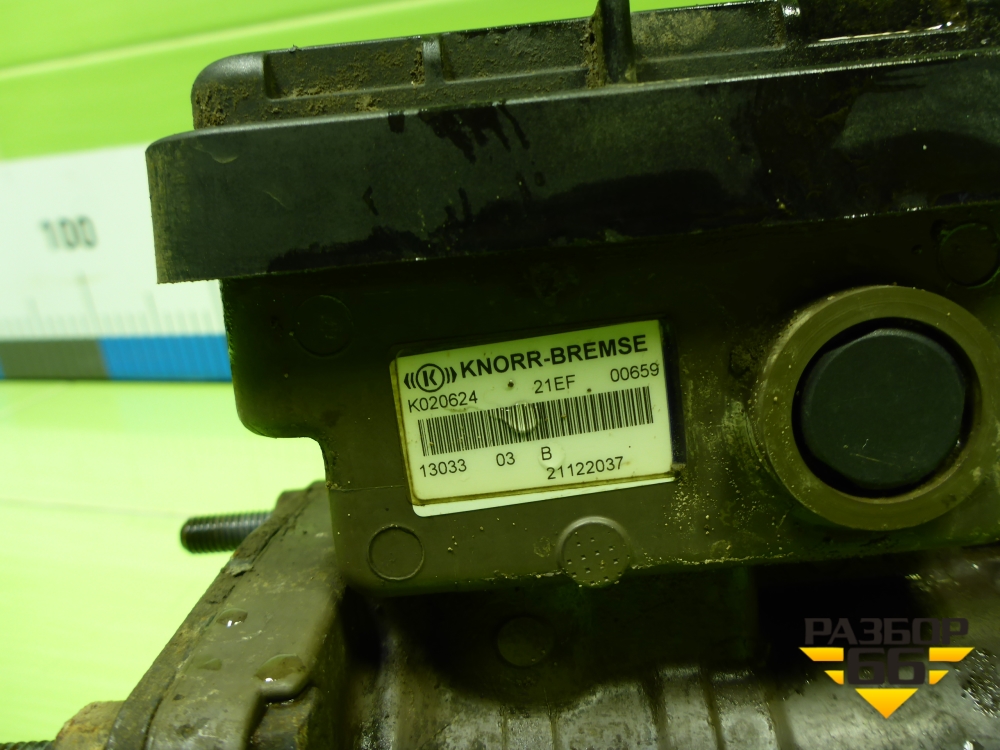 100
KNORR-BREMSE
K020624 21EF 00659
13033 03 B 21122037
РАЗБОР
66